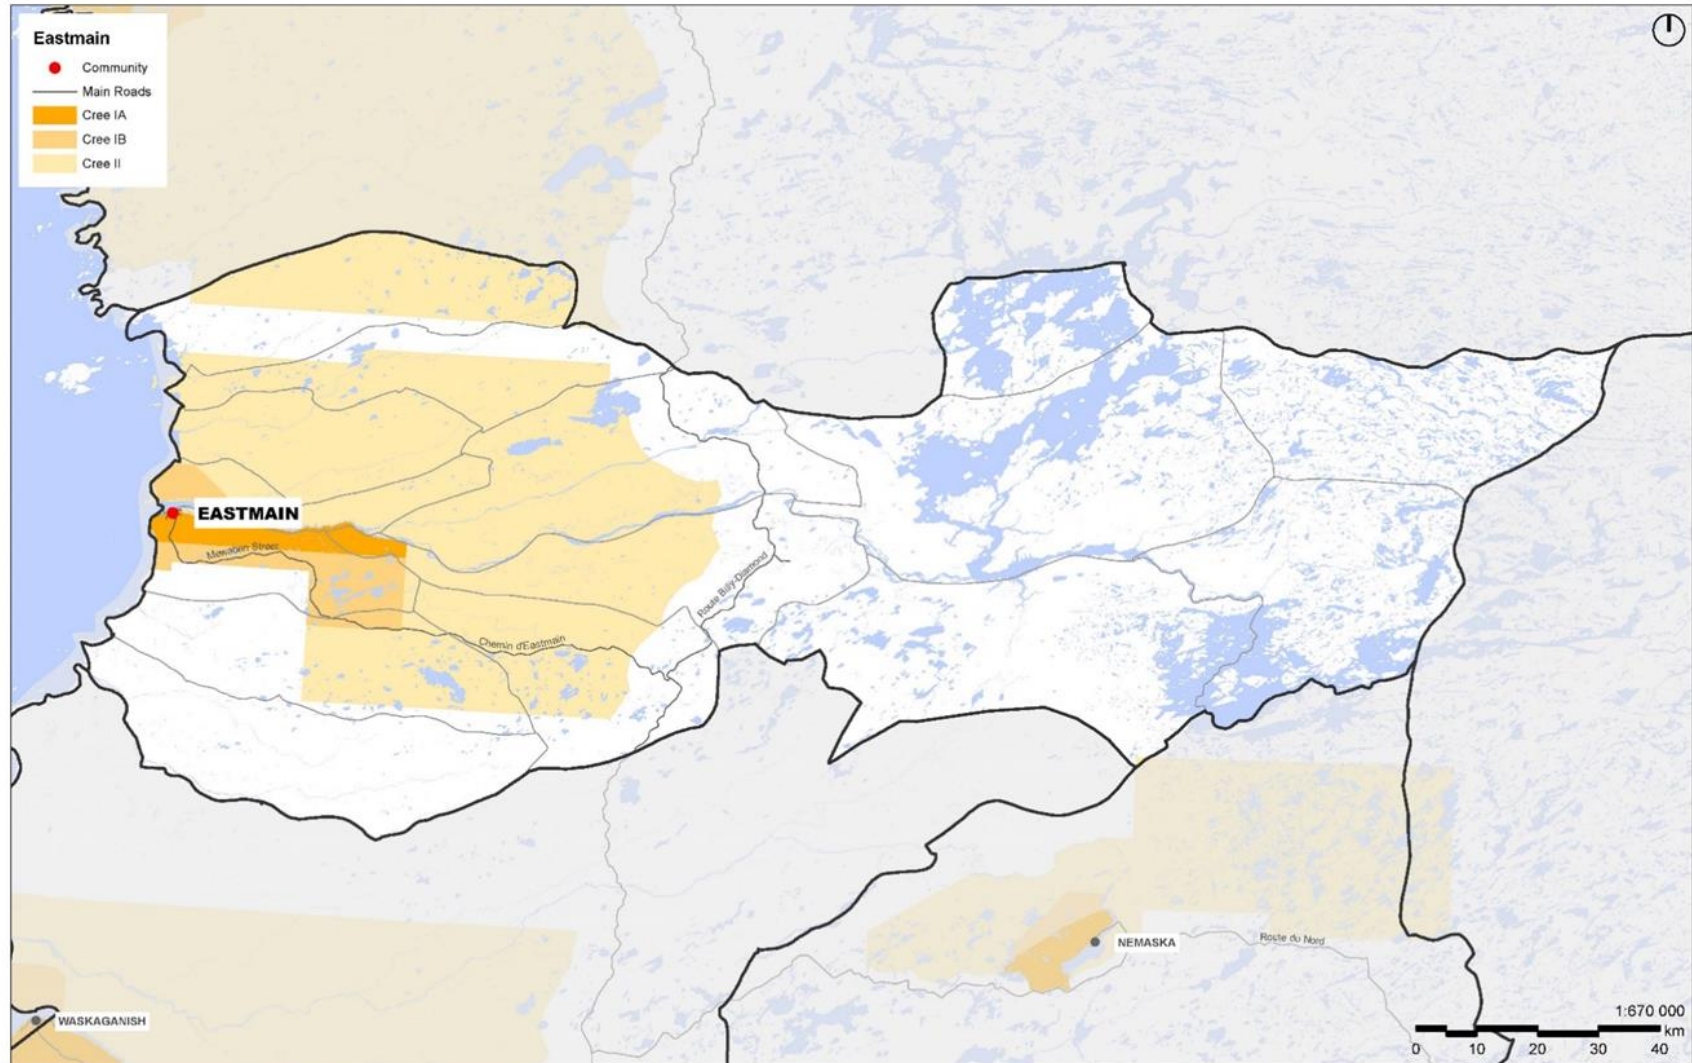 Eastmain
Community
Main Roads
Cree IA
Cree IB
Cree II
EASTMAIN
Route Billy-Diamond
Chemin d'Eastmain
NEMASKA
Route du Nord
WASKAGANISH
1:670 000
km
0 10 20 30 40